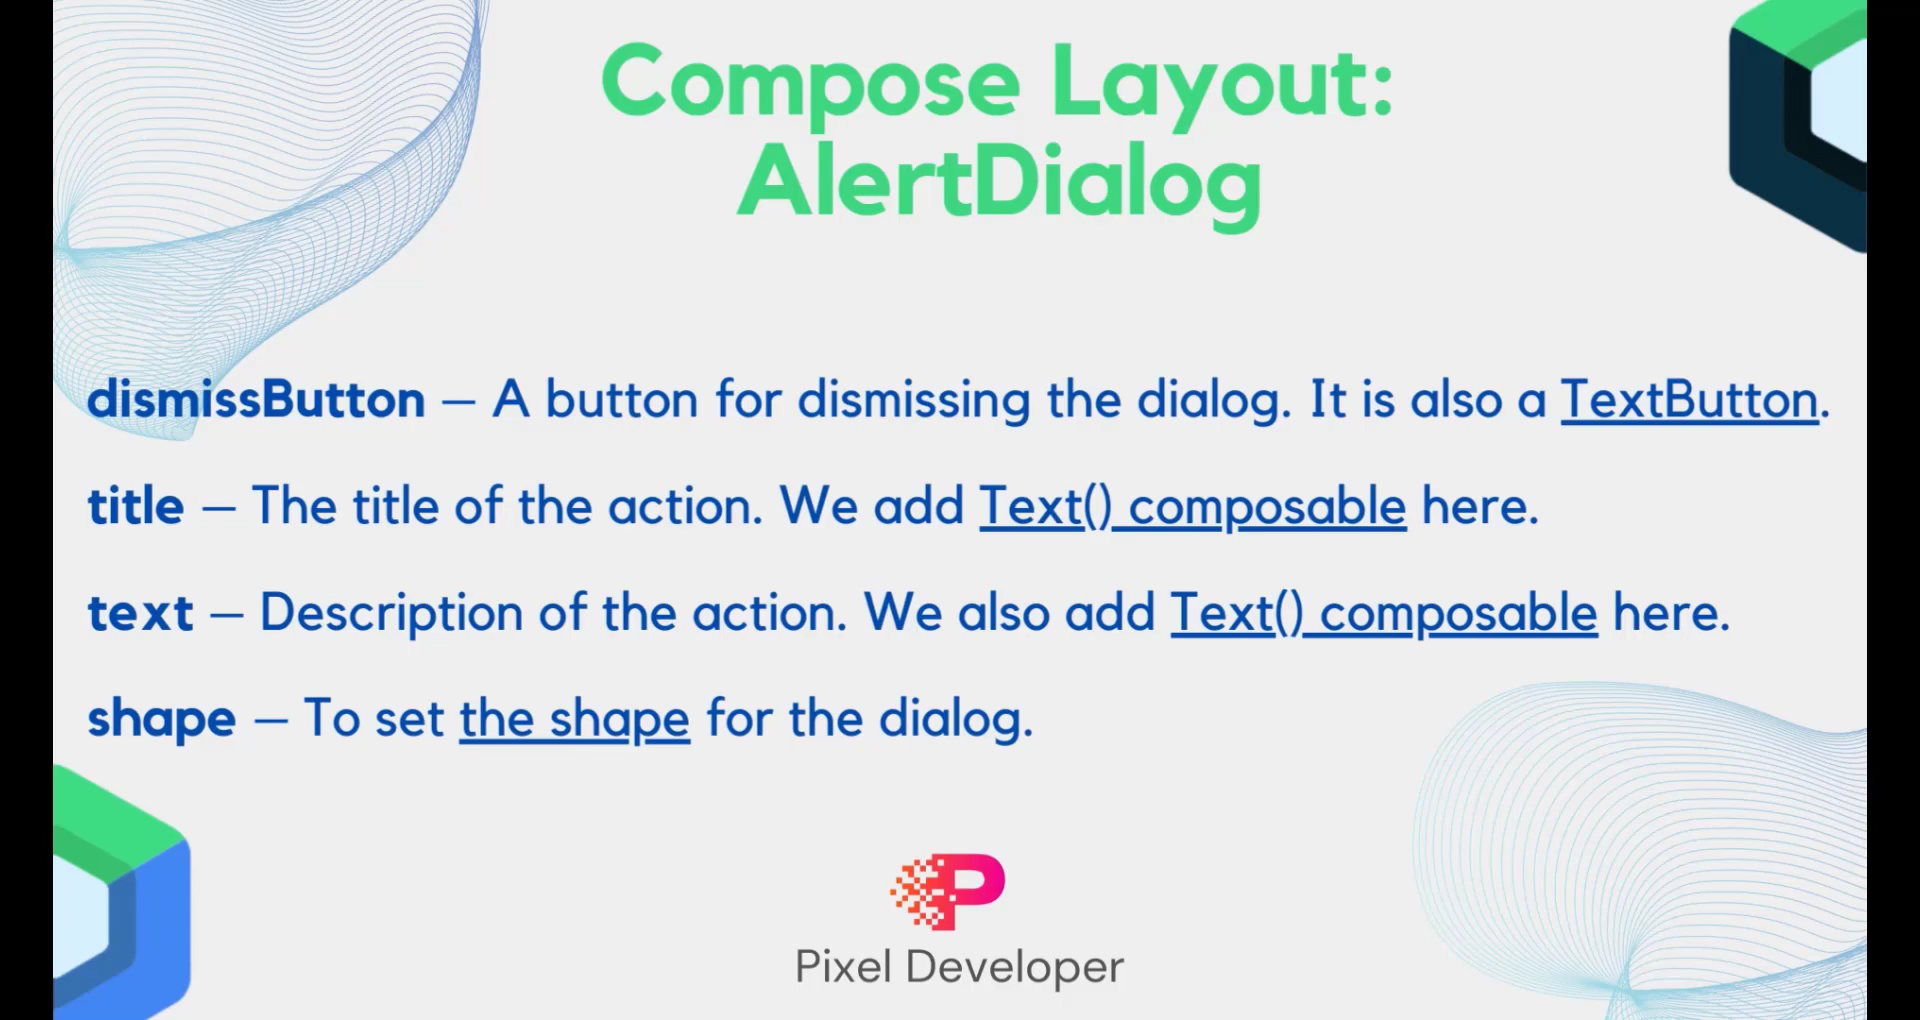 Compose Layout:
AlertDialog
dismissButton – A button for dismissing the dialog. It is also a TextButton.
title – The title of the action. We add Text() composable here.
text – Description of the action. We also add Text() composable here.
shape – To set the shape for the dialog.
Pixel Developer